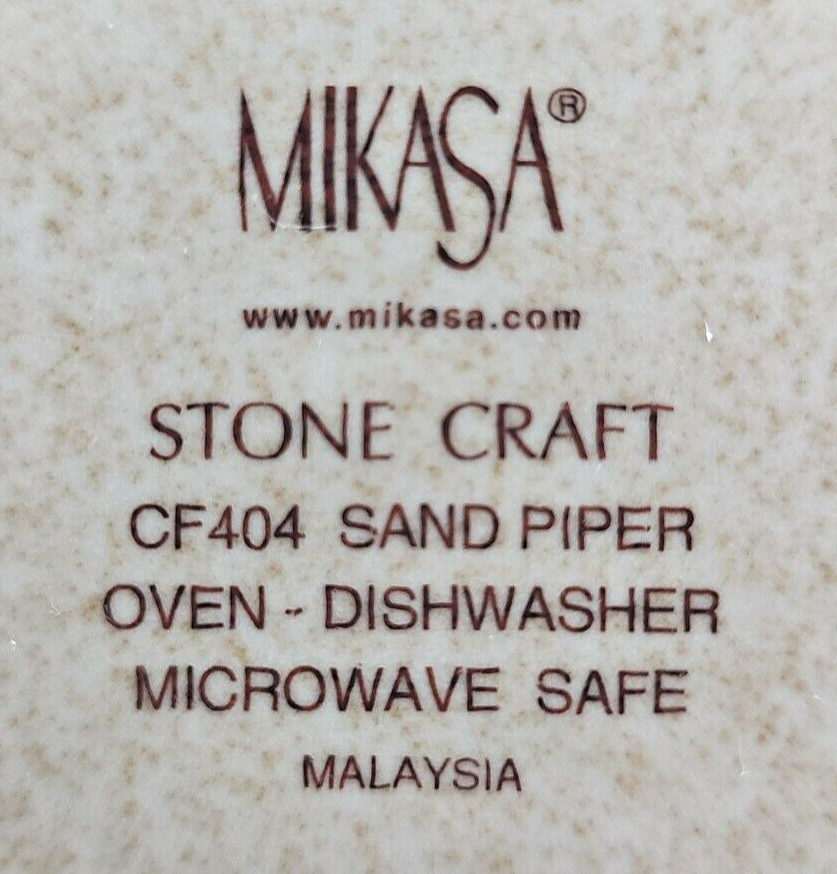 MIKASA®
www.mikasa.com
STONE CRAFT
CF404 SAND PIPER
OVEN - DISHWASHER
MICROWAVE SAFE
MALAYSIA